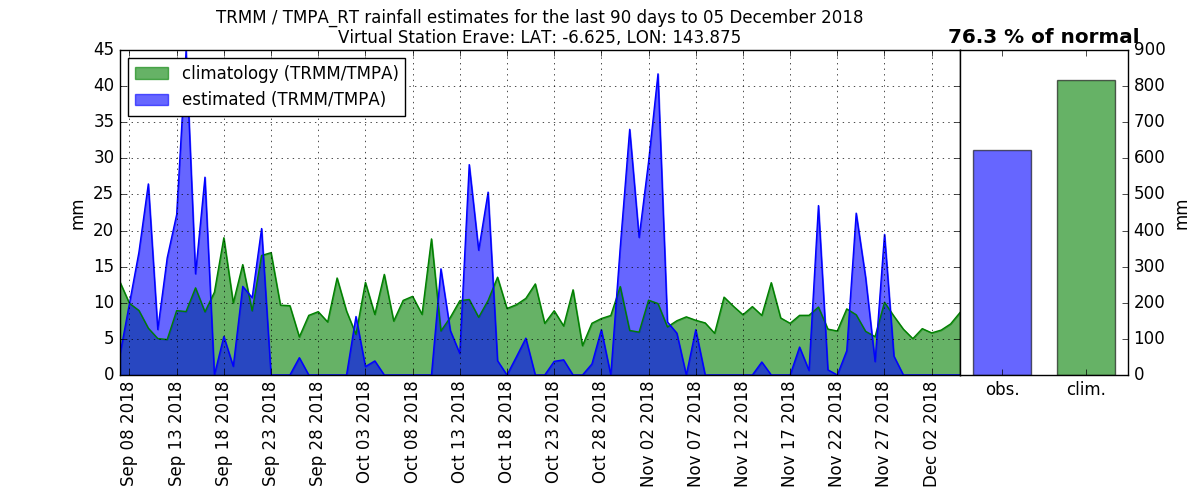 TRMM / TMPA_RT rainfall estimates for the last 90 days to 05 December 2018
Virtual Station Erave: LAT: -6.625, LON: 143.875
76.3 % of normal
climatology (TRMM/TMPA)
estimated (TRMM/TMPA)
mm
45
40
35
30
25
20
15
10
5
0
Sep 08 2018
Sep 13 2018
Sep 18 2018
Sep 23 2018
Sep 28 2018
Oct 03 2018
Oct 08 2018
Oct 13 2018
Oct 18 2018
Oct 23 2018
Oct 28 2018
Nov 02 2018
Nov 07 2018
Nov 12 2018
Nov 17 2018
Nov 22 2018
Nov 27 2018
Dec 02 2018
obs.
clim.
900
800
700
600
500
400
300
200
100
0
mm